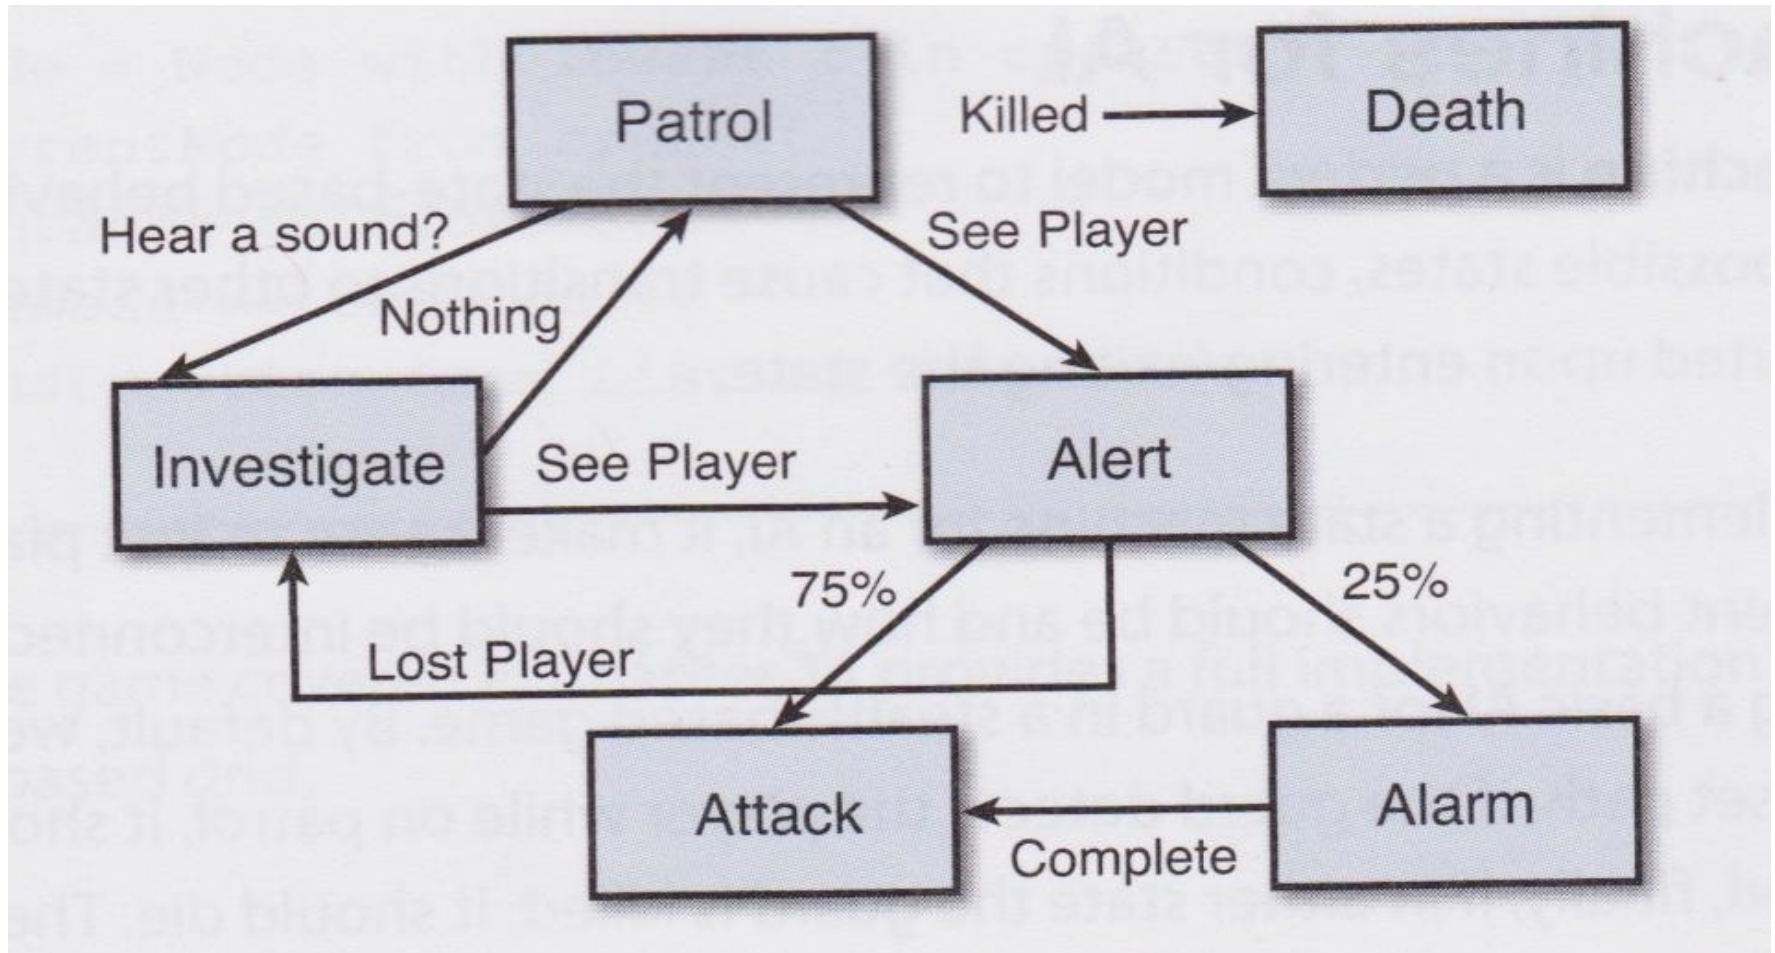 Patrol
Killed
Death
Hear a sound?
See Player
Nothing
Investigate
See Player
Alert
75%
25%
Lost Player
Attack
Alarm
Complete